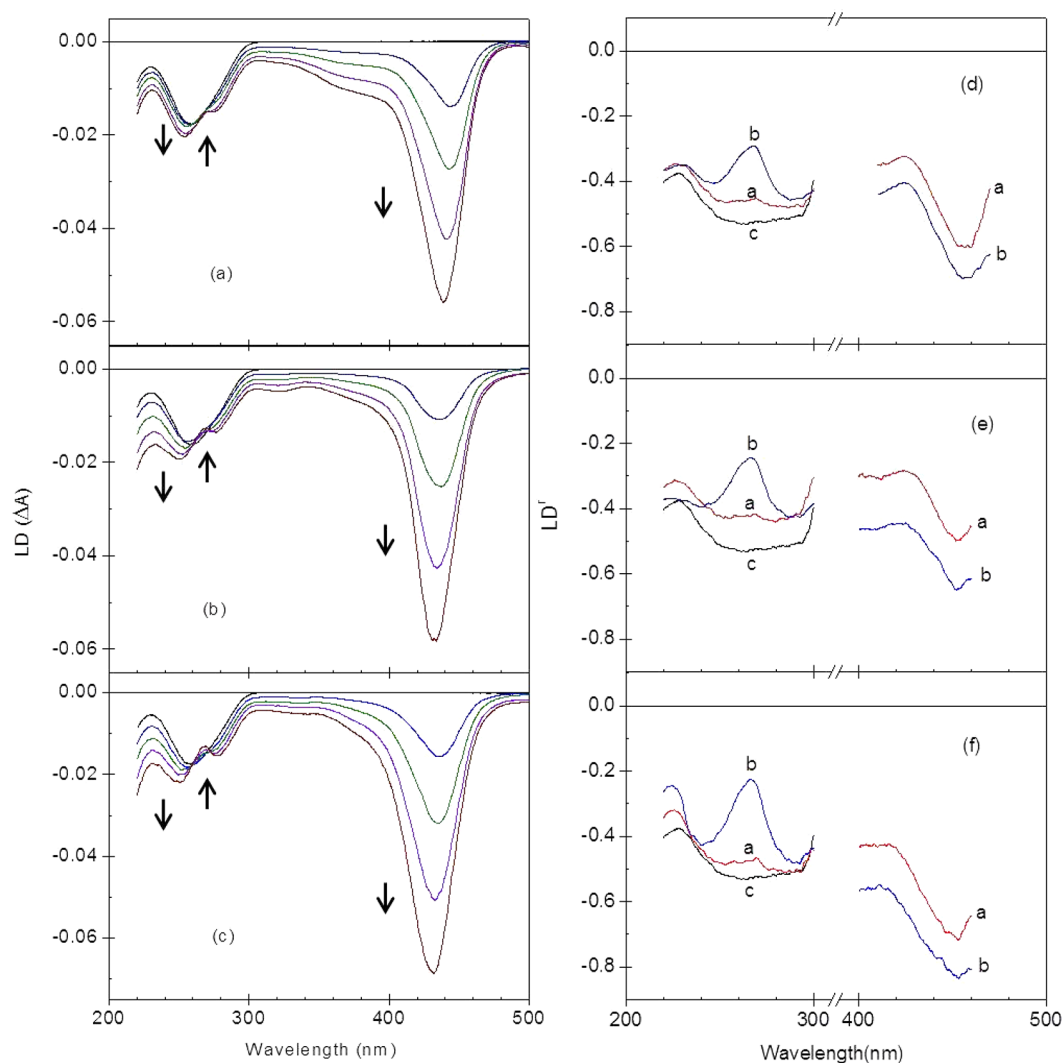 0.00
-0.02
-0.04
-0.06
(a)
0.00
-0.02
-0.04
-0.06
(b)
0.00
-0.02
-0.04
-0.06
(c)
LD (ΔA)
200 300 400 500
Wavelength (nm)
0.0
-0.2
-0.4
-0.6
-0.8
(d)
b
a
c
a
b
0.0
-0.2
-0.4
-0.6
-0.8
(e)
b
a
c
a
b
0.0
-0.2
-0.4
-0.6
-0.8
(f)
b
a
c
a
b
LDʳ
200 300 400 500
Wavelength(nm)